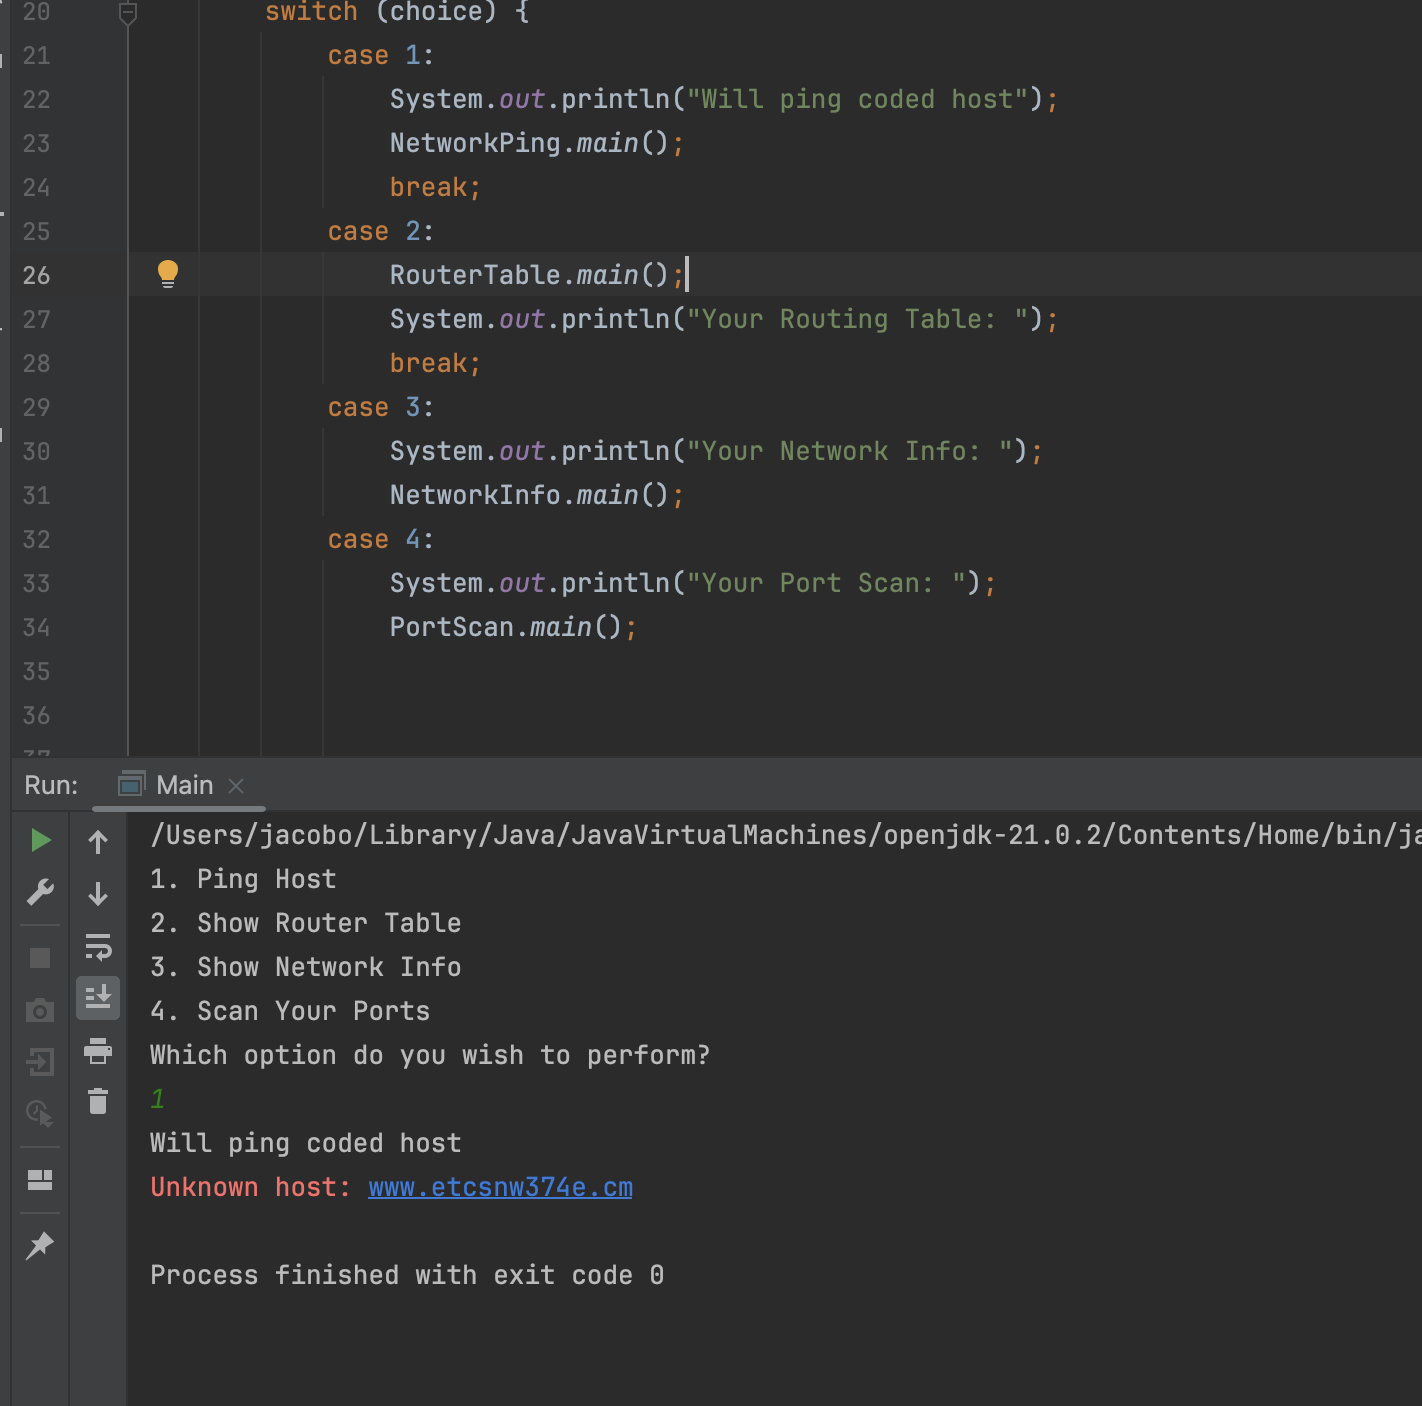 20 switch (choice) {
21 case 1:
22 System.out.println("Will ping coded host");
23 NetworkPing.main();
24 break;
25 case 2:
26 RouterTable.main();
27 System.out.println("Your Routing Table: ");
28 break;
29 case 3:
30 System.out.println("Your Network Info: ");
31 NetworkInfo.main();
32 case 4:
33 System.out.println("Your Port Scan: ");
34 PortScan.main();
35
36
37
Run: Main
/Users/jacobo/Library/Java/JavaVirtualMachines/openjdk-21.0.2/Contents/Home/bin/ja
1. Ping Host
2. Show Router Table
3. Show Network Info
4. Scan Your Ports
Which option do you wish to perform?
1
Will ping coded host
Unknown host: www.etcsnw374e.cm
Process finished with exit code 0